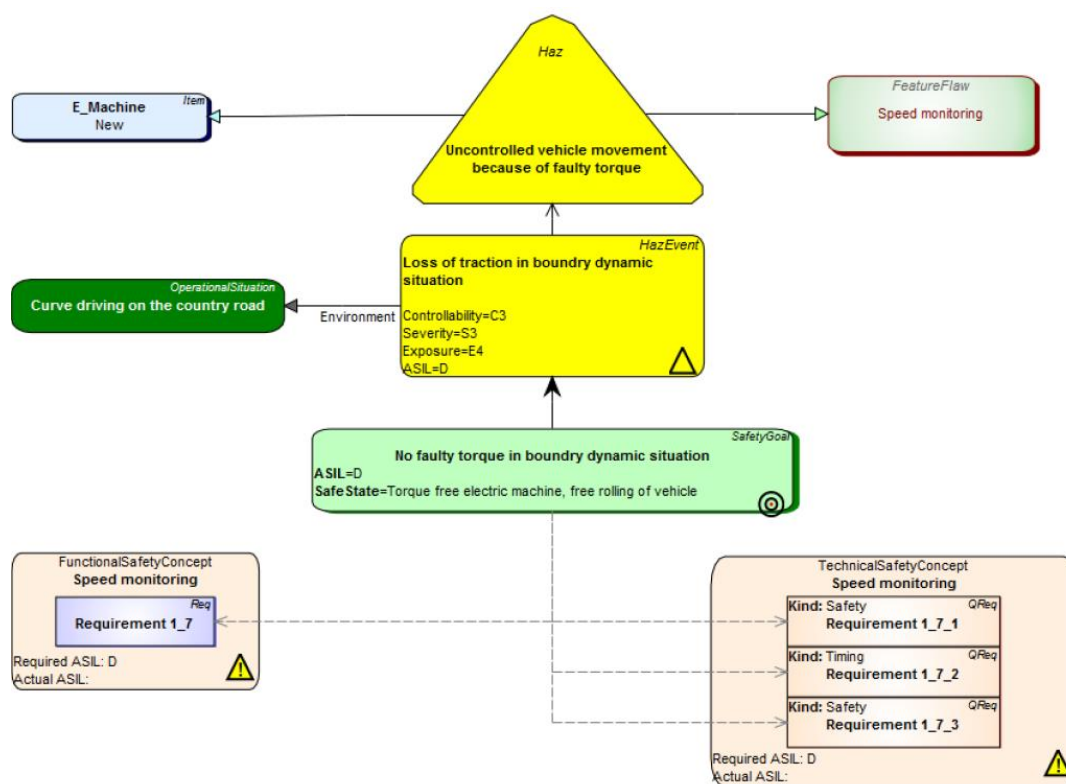 Haz
Uncontrolled vehicle movement
because of faulty torque
Item
E_Machine
New
FeatureFlaw
Speed monitoring
HazEvent
Loss of traction in boundry dynamic
situation
Controllability=C3
Severity=S3
Exposure=E4
ASIL=D
OperationalSituation
Curve driving on the country road
Environment
SafetyGoal
No faulty torque in boundry dynamic situation
ASIL=D
SafeState=Torque free electric machine, free rolling of vehicle
FunctionalSafetyConcept
Speed monitoring
Req
Requirement 1_7
Required ASIL: D
Actual ASIL:
TechnicalSafetyConcept
Speed monitoring
Kind: Safety QReq
Requirement 1_7_1
Kind: Timing QReq
Requirement 1_7_2
Kind: Safety QReq
Requirement 1_7_3
Required ASIL: D
Actual ASIL: